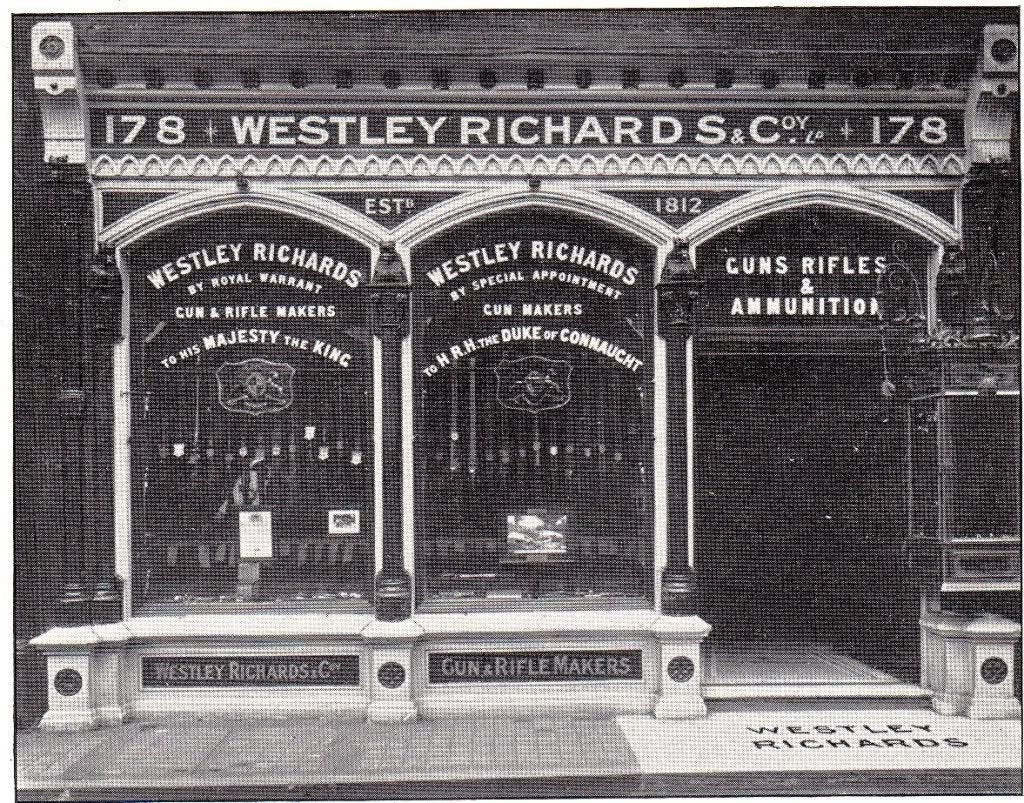 178 + WESTLEY RICHARDS & COY. LD + 178
ESTD 1812
WESTLEY RICHARDS
BY ROYAL WARRANT
GUN & RIFLE MAKERS
TO HIS MAJESTY THE KING
WESTLEY RICHARDS
BY SPECIAL APPOINTMENT
GUN MAKERS
TO H.R.H. THE DUKE OF CONNAUGHT
GUNS RIFLES
&
AMMUNITION
WESTLEY RICHARDS & COY
GUN & RIFLE MAKERS
WESTLEY
RICHARDS